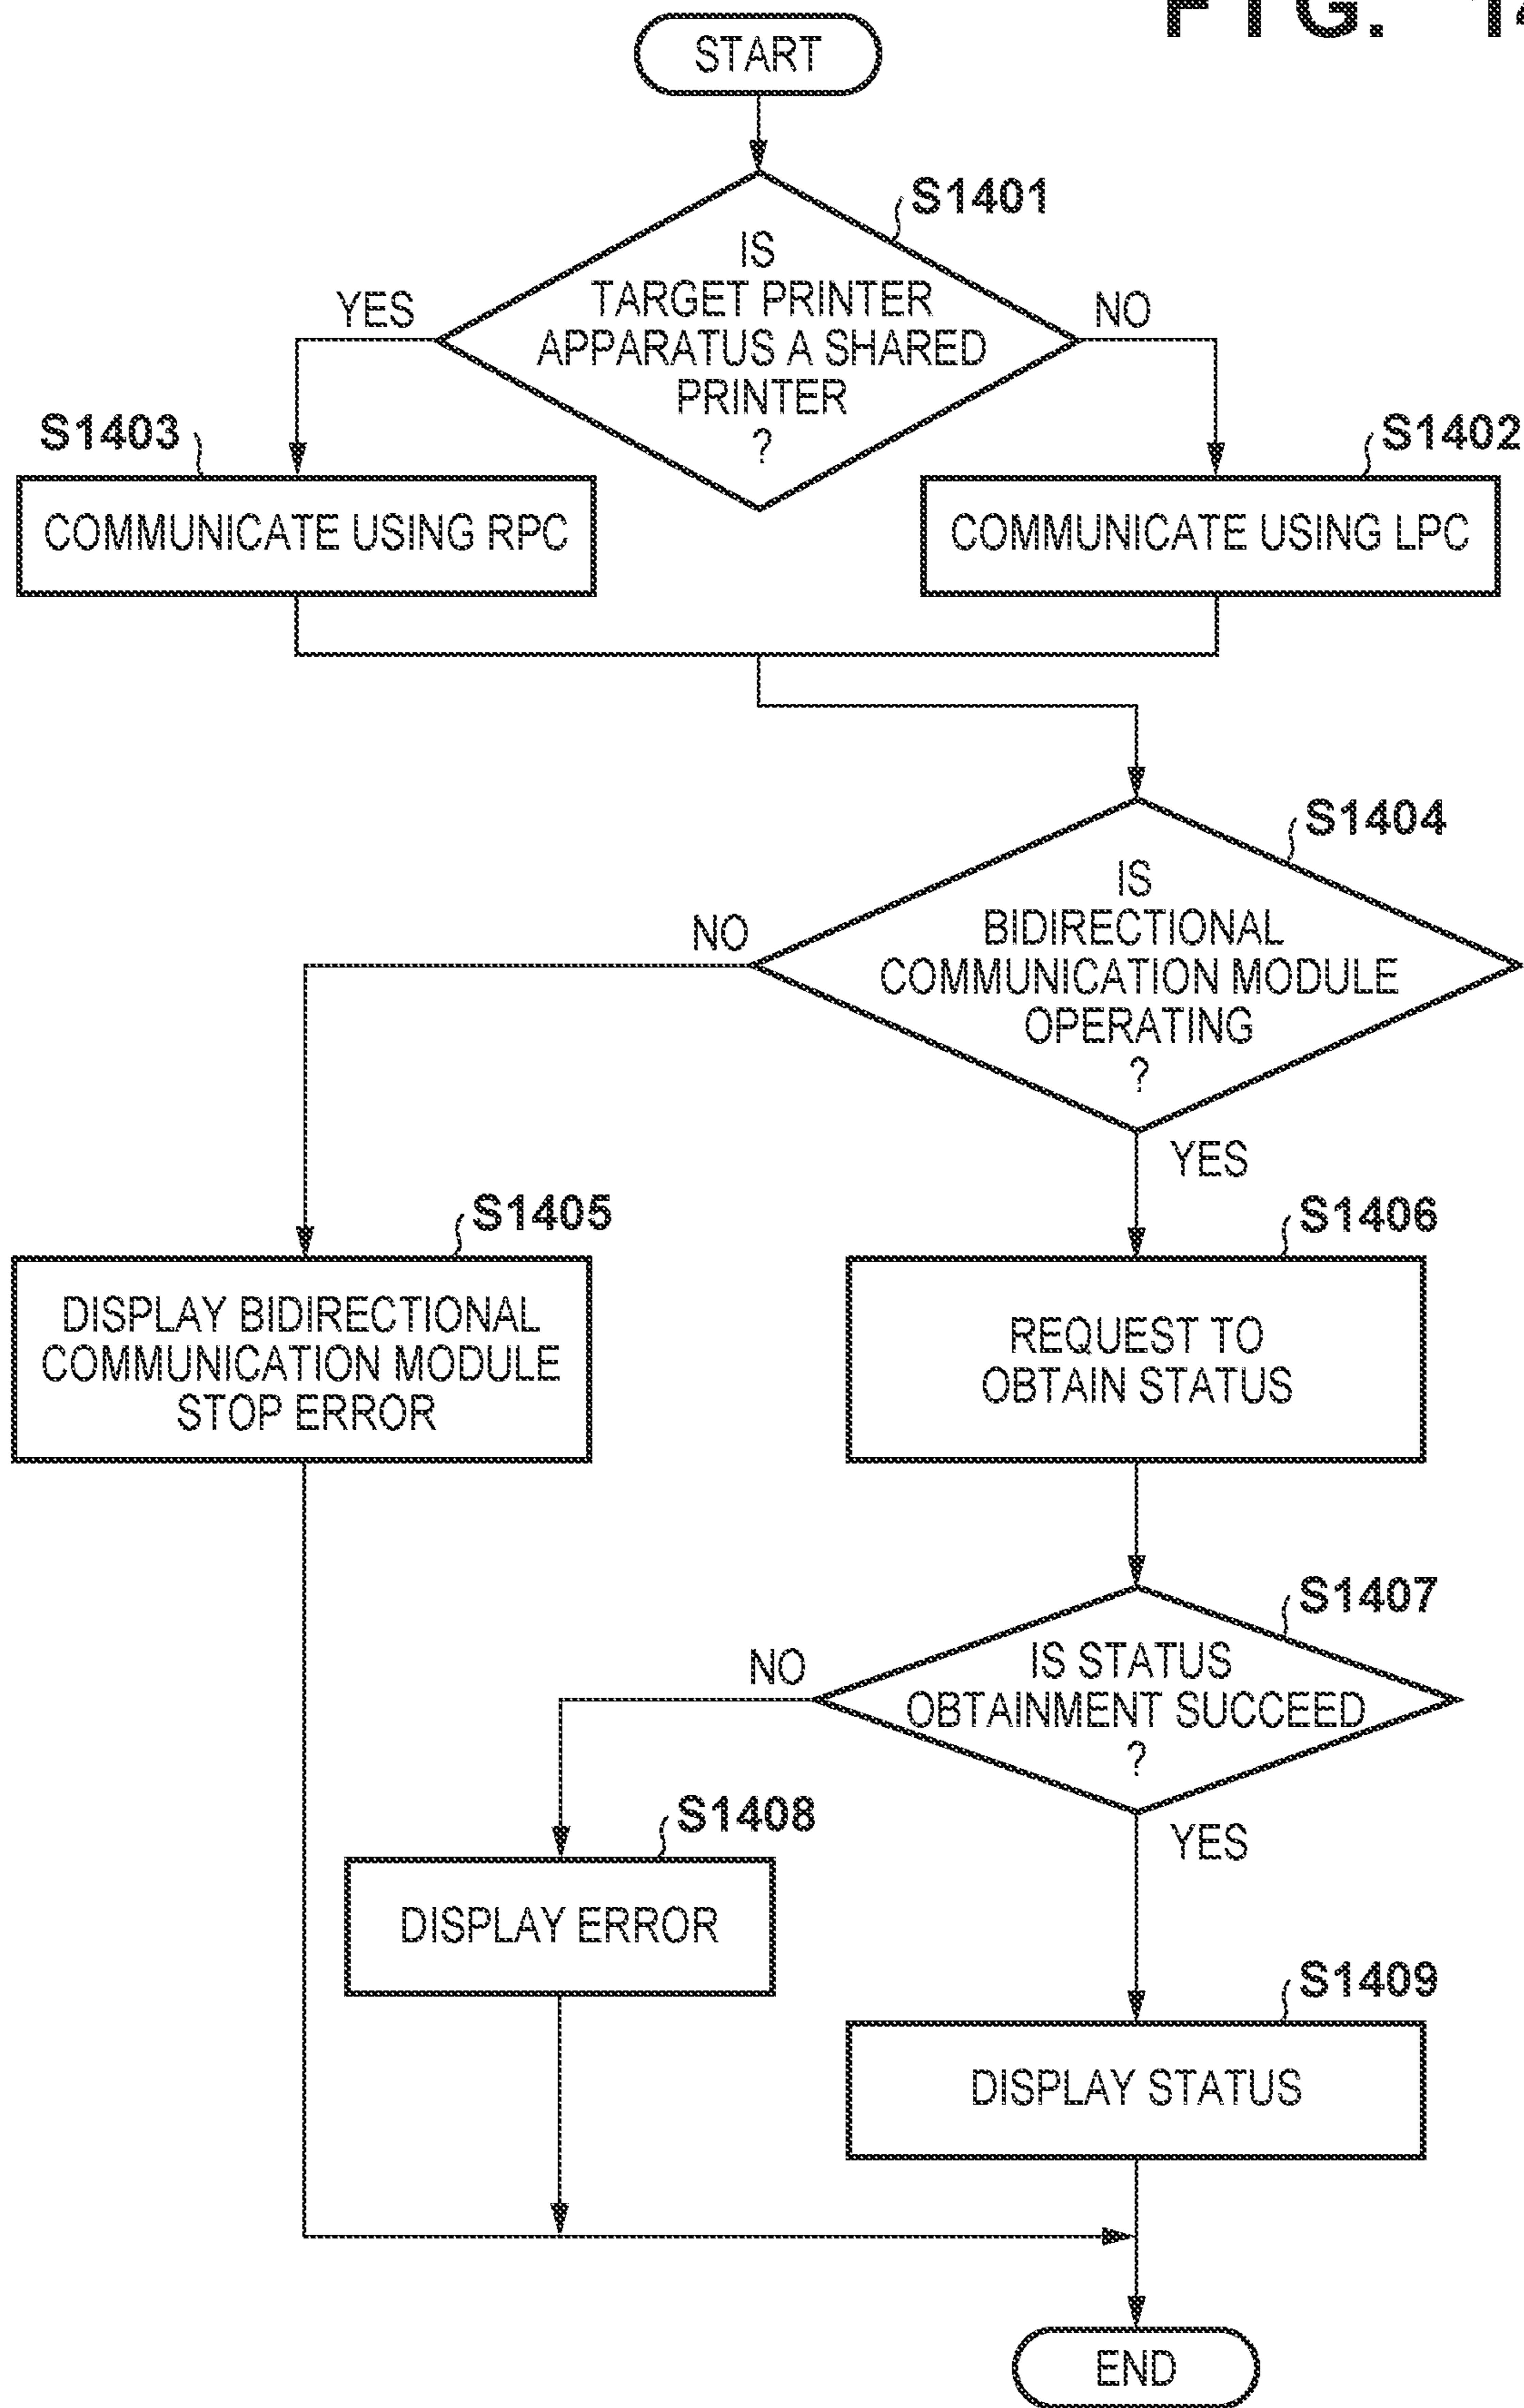 FIG. 14
START
S1401
IS
TARGET PRINTER
APPARATUS A SHARED
PRINTER
?
YES
NO
S1403
S1402
COMMUNICATE USING RPC
COMMUNICATE USING LPC
S1404
IS
BIDIRECTIONAL
COMMUNICATION MODULE
OPERATING
?
NO
YES
S1405
S1406
DISPLAY BIDIRECTIONAL
COMMUNICATION MODULE
STOP ERROR
REQUEST TO
OBTAIN STATUS
S1407
IS STATUS
OBTAINMENT SUCCEED
?
NO
YES
S1408
DISPLAY ERROR
S1409
DISPLAY STATUS
END